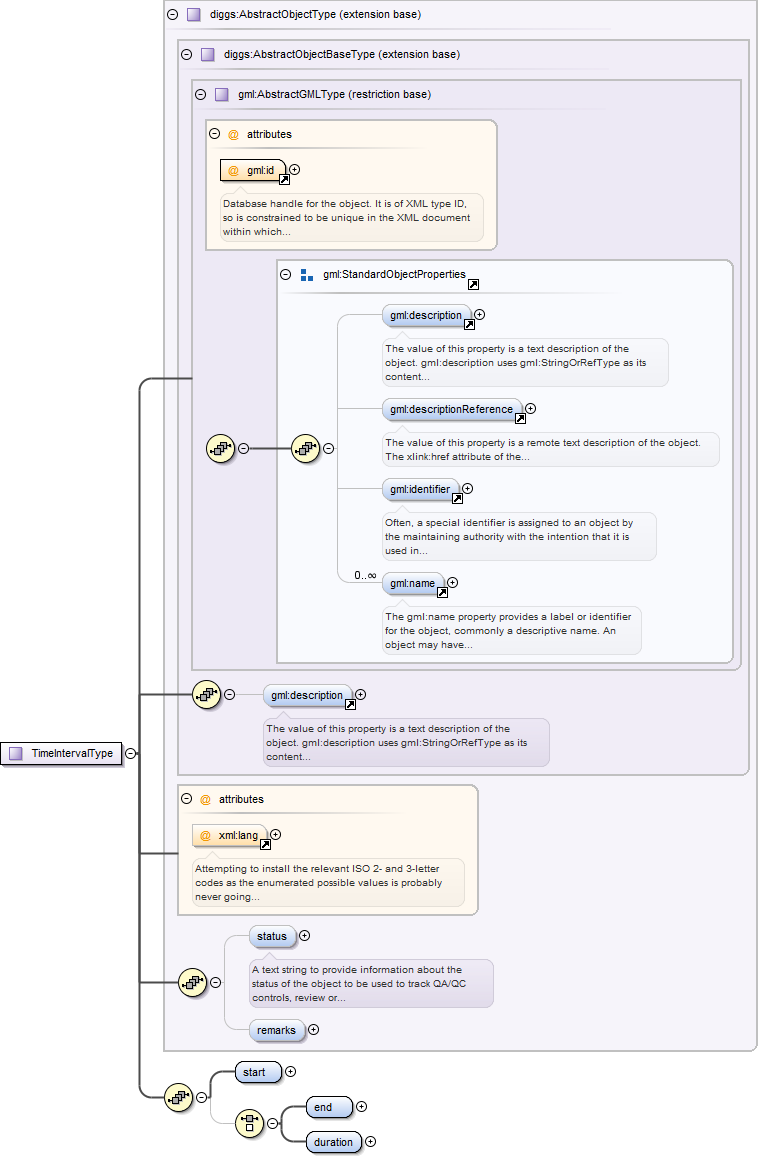 diggs:AbstractObjectType (extension base)
diggs:AbstractObjectBaseType (extension base)
gml:AbstractGMLType (restriction base)
@ attributes
@ gml:id
Database handle for the object. It is of XML type ID,
so is constrained to be unique in the XML document
within which...
gml:StandardObjectProperties
gml:description
The value of this property is a text description of the
object. gml:description uses gml:StringOrRefType as its
content...
gml:descriptionReference
The value of this property is a remote text description of the object.
The xlink:href attribute of the...
gml:identifier
Often, a special identifier is assigned to an object by
the maintaining authority with the intention that it is
used in...
0..∞
gml:name
The gml:name property provides a label or identifier
for the object, commonly a descriptive name. An
object may have...
gml:description
The value of this property is a text description of the
object. gml:description uses gml:StringOrRefType as its
content...
TimeIntervalType
@ attributes
@ xml:lang
Attempting to install the relevant ISO 2- and 3-letter
codes as the enumerated possible values is probably
never going...
status
A text string to provide information about the
status of the object to be used to track QA/QC
controls, review or...
remarks
start
end
duration